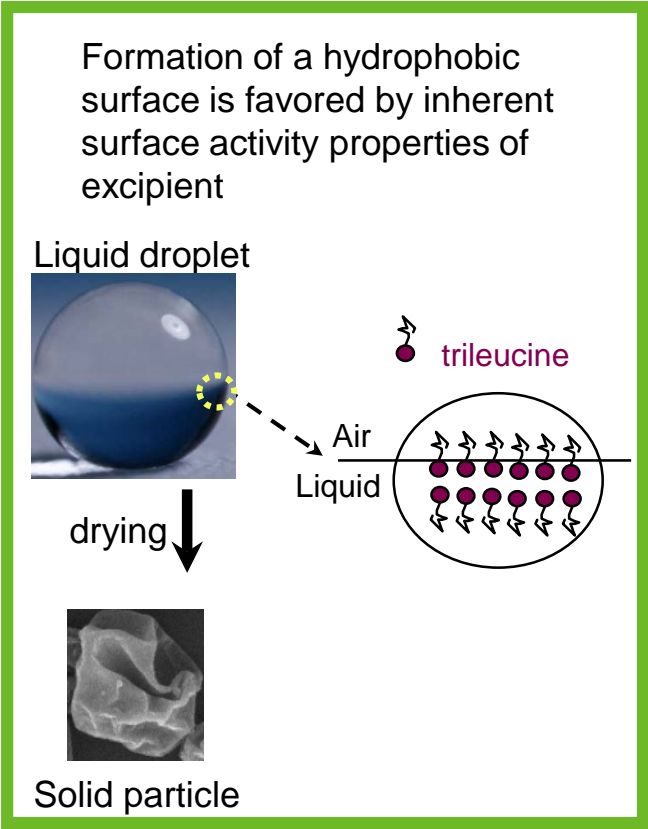 Formation of a hydrophobic
surface is favored by inherent
surface activity properties of
excipient
Liquid droplet
trileucine
Air
Liquid
drying
Solid particle